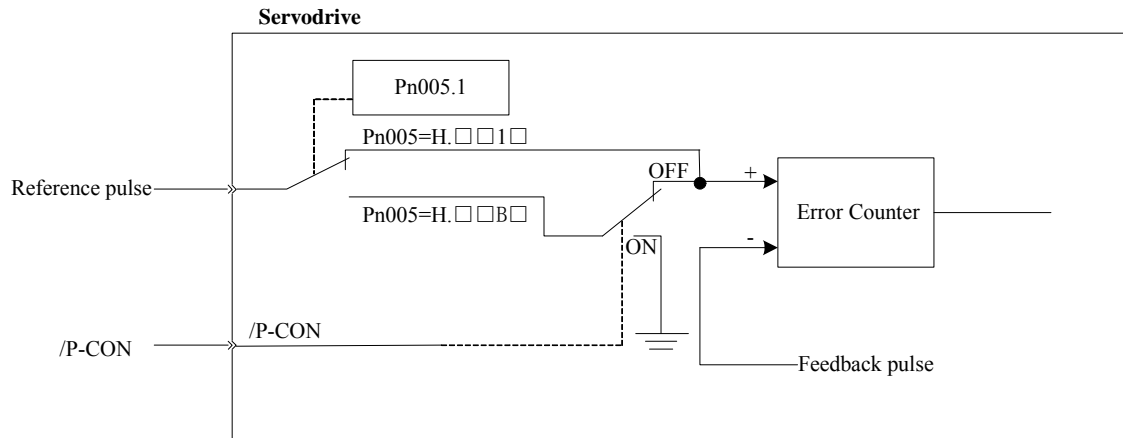 Servodrive
Pn005.1
Pn005=H.□□1□
Reference pulse
OFF
+
Error Counter
Pn005=H.□□B□
ON
-
/P-CON
/P-CON
Feedback pulse